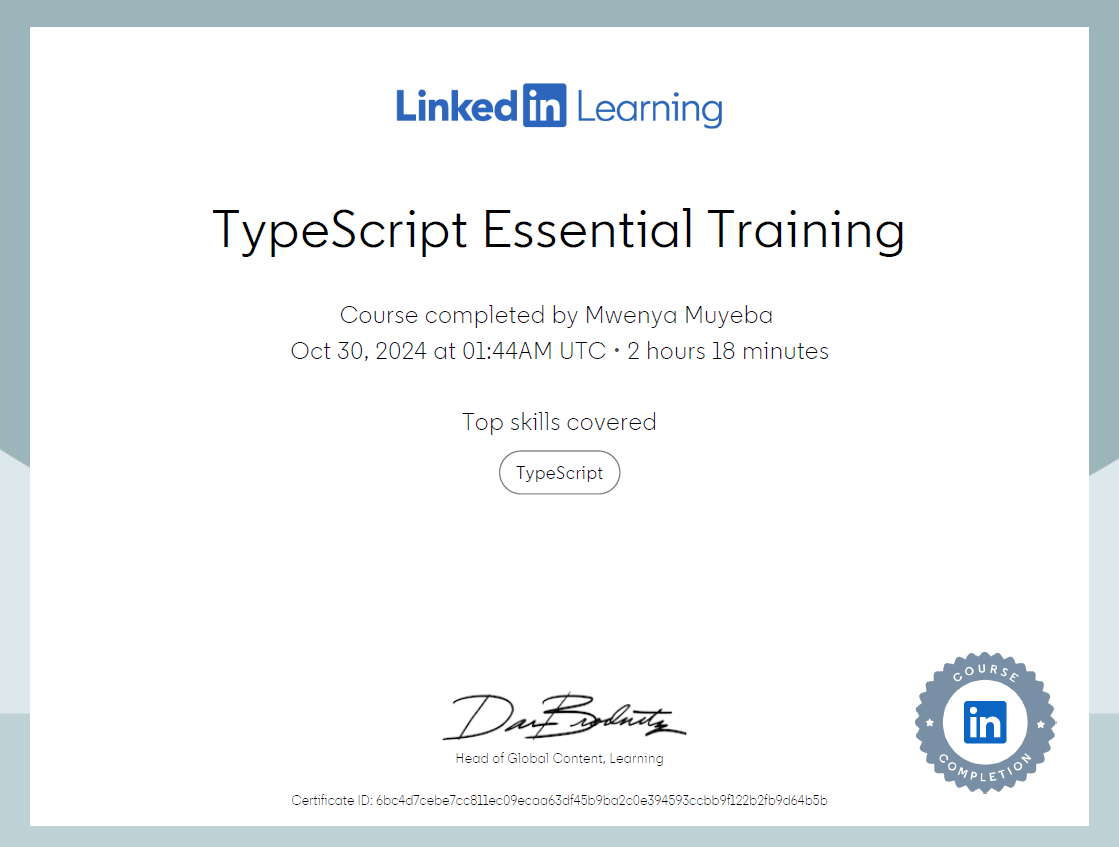 Linked in Learning
TypeScript Essential Training
Course completed by Mwenya Muyeba
Oct 30, 2024 at 01:44AM UTC • 2 hours 18 minutes
Top skills covered
TypeScript
Dan Brodnitz
Head of Global Content, Learning
Certificate ID: 6bc4d7cebe7cc811ec09ecaa63df45b9ba2c0e394593ccbb9f122b2fb9d64b5b
COURSE
in
COMPLETION